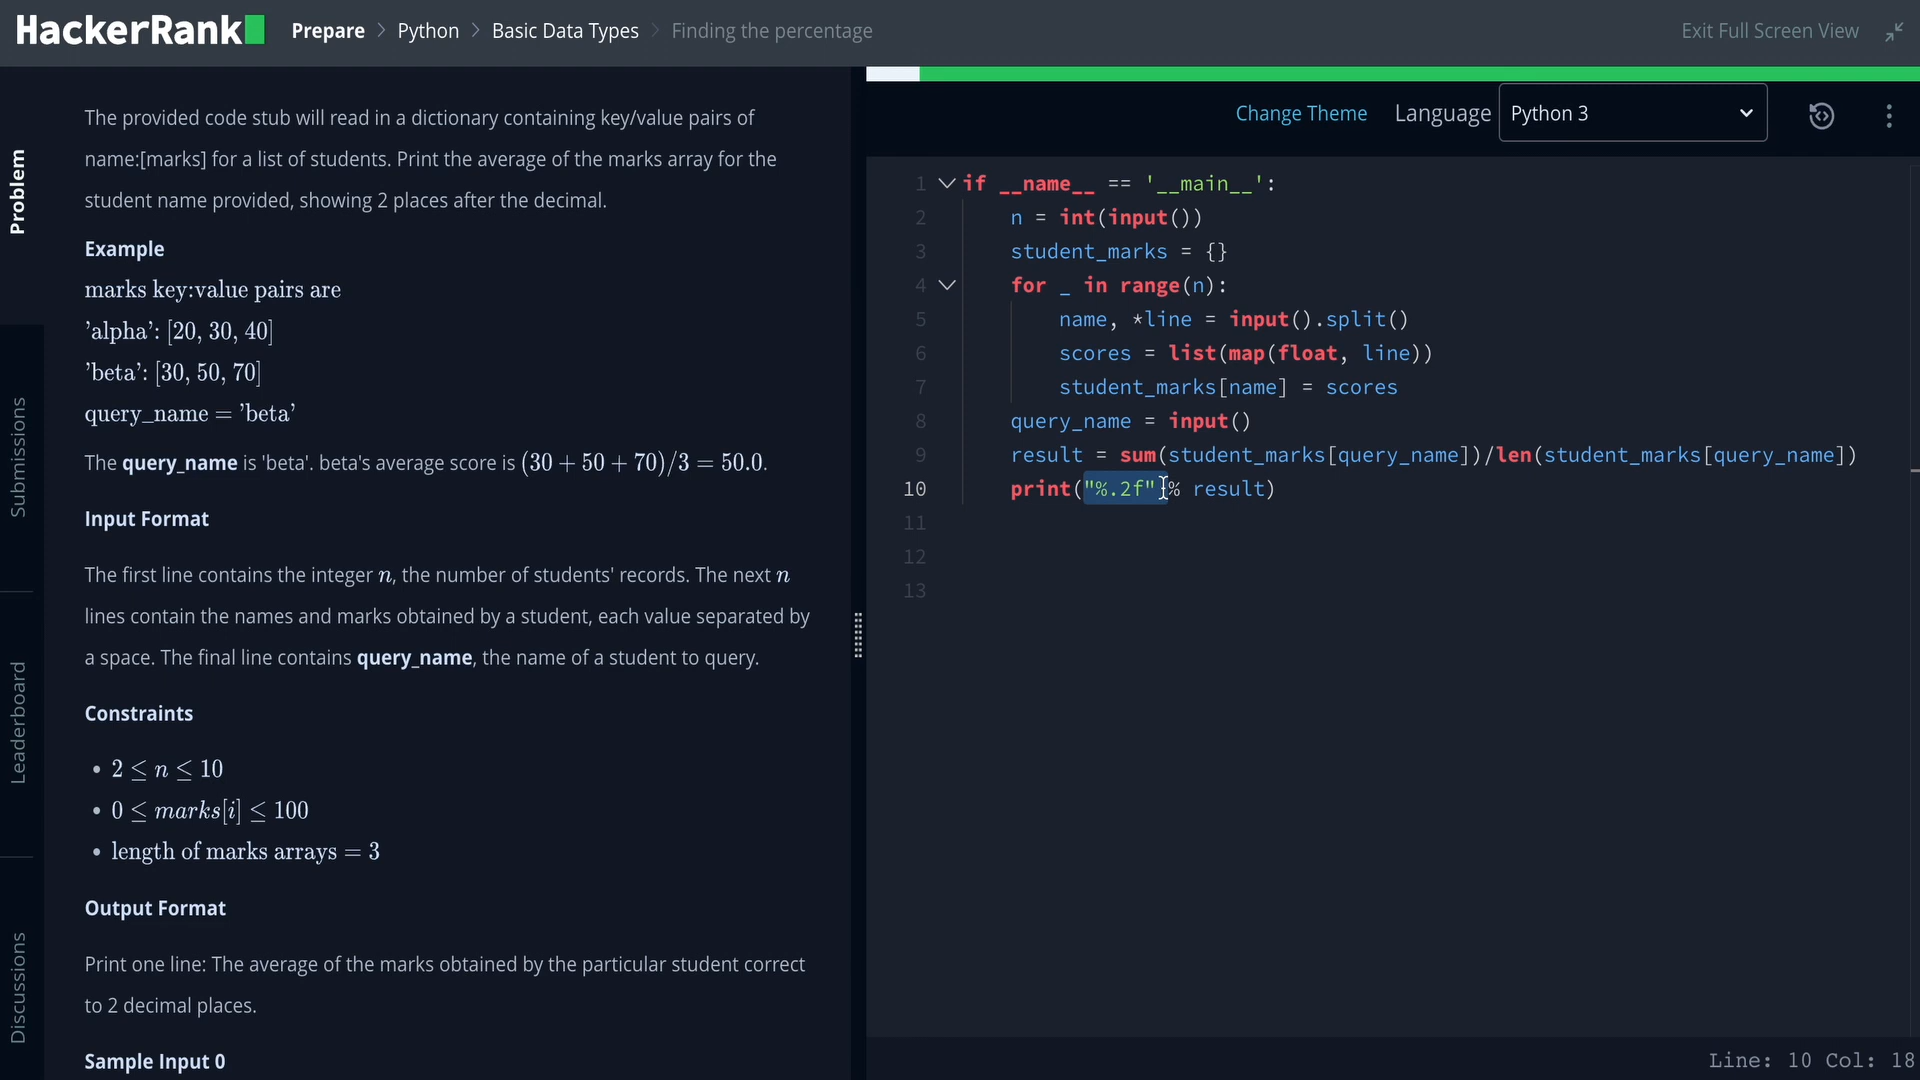 HackerRank Prepare > Python > Basic Data Types > Finding the percentage Exit Full Screen View
Problem
Submissions
Leaderboard
Discussions
The provided code stub will read in a dictionary containing key/value pairs of
name:[marks] for a list of students. Print the average of the marks array for the
student name provided, showing 2 places after the decimal.
Example
marks key:value pairs are
’alpha’: [20, 30, 40]
’beta’: [30, 50, 70]
query_name = ’beta’
The query_name is 'beta'. beta's average score is (30 + 50 + 70)/3 = 50.0.
Input Format
The first line contains the integer n, the number of students' records. The next n
lines contain the names and marks obtained by a student, each value separated by
a space. The final line contains query_name, the name of a student to query.
Constraints
• 2 ≤ n ≤ 10
• 0 ≤ marks[i] ≤ 100
• length of marks arrays = 3
Output Format
Print one line: The average of the marks obtained by the particular student correct
to 2 decimal places.
Sample Input 0
Change Theme Language Python 3
1 if __name__ == '__main__':
2 n = int(input())
3 student_marks = {}
4 for _ in range(n):
5 name, *line = input().split()
6 scores = list(map(float, line))
7 student_marks[name] = scores
8 query_name = input()
9 result = sum(student_marks[query_name])/len(student_marks[query_name])
10 print("%.2f" % result)
11
12
13
Line: 10 Col: 18